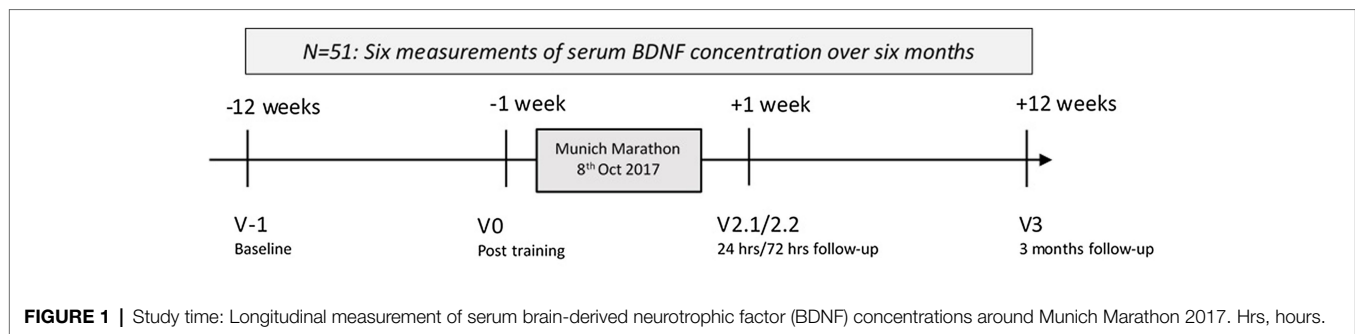 N=51: Six measurements of serum BDNF concentration over six months
-12 weeks
-1 week
+1 week
+12 weeks
Munich Marathon
8th Oct 2017
V-1
Baseline
V0
Post training
V2.1/2.2
24 hrs/72 hrs follow-up
V3
3 months follow-up
FIGURE 1 | Study time: Longitudinal measurement of serum brain-derived neurotrophic factor (BDNF) concentrations around Munich Marathon 2017. Hrs, hours.